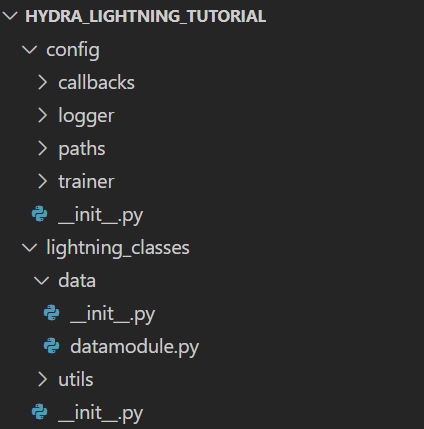 HYDRA_LIGHTNING_TUTORIAL
config
callbacks
logger
paths
trainer
__init__.py
lightning_classes
data
__init__.py
datamodule.py
utils
__init__.py